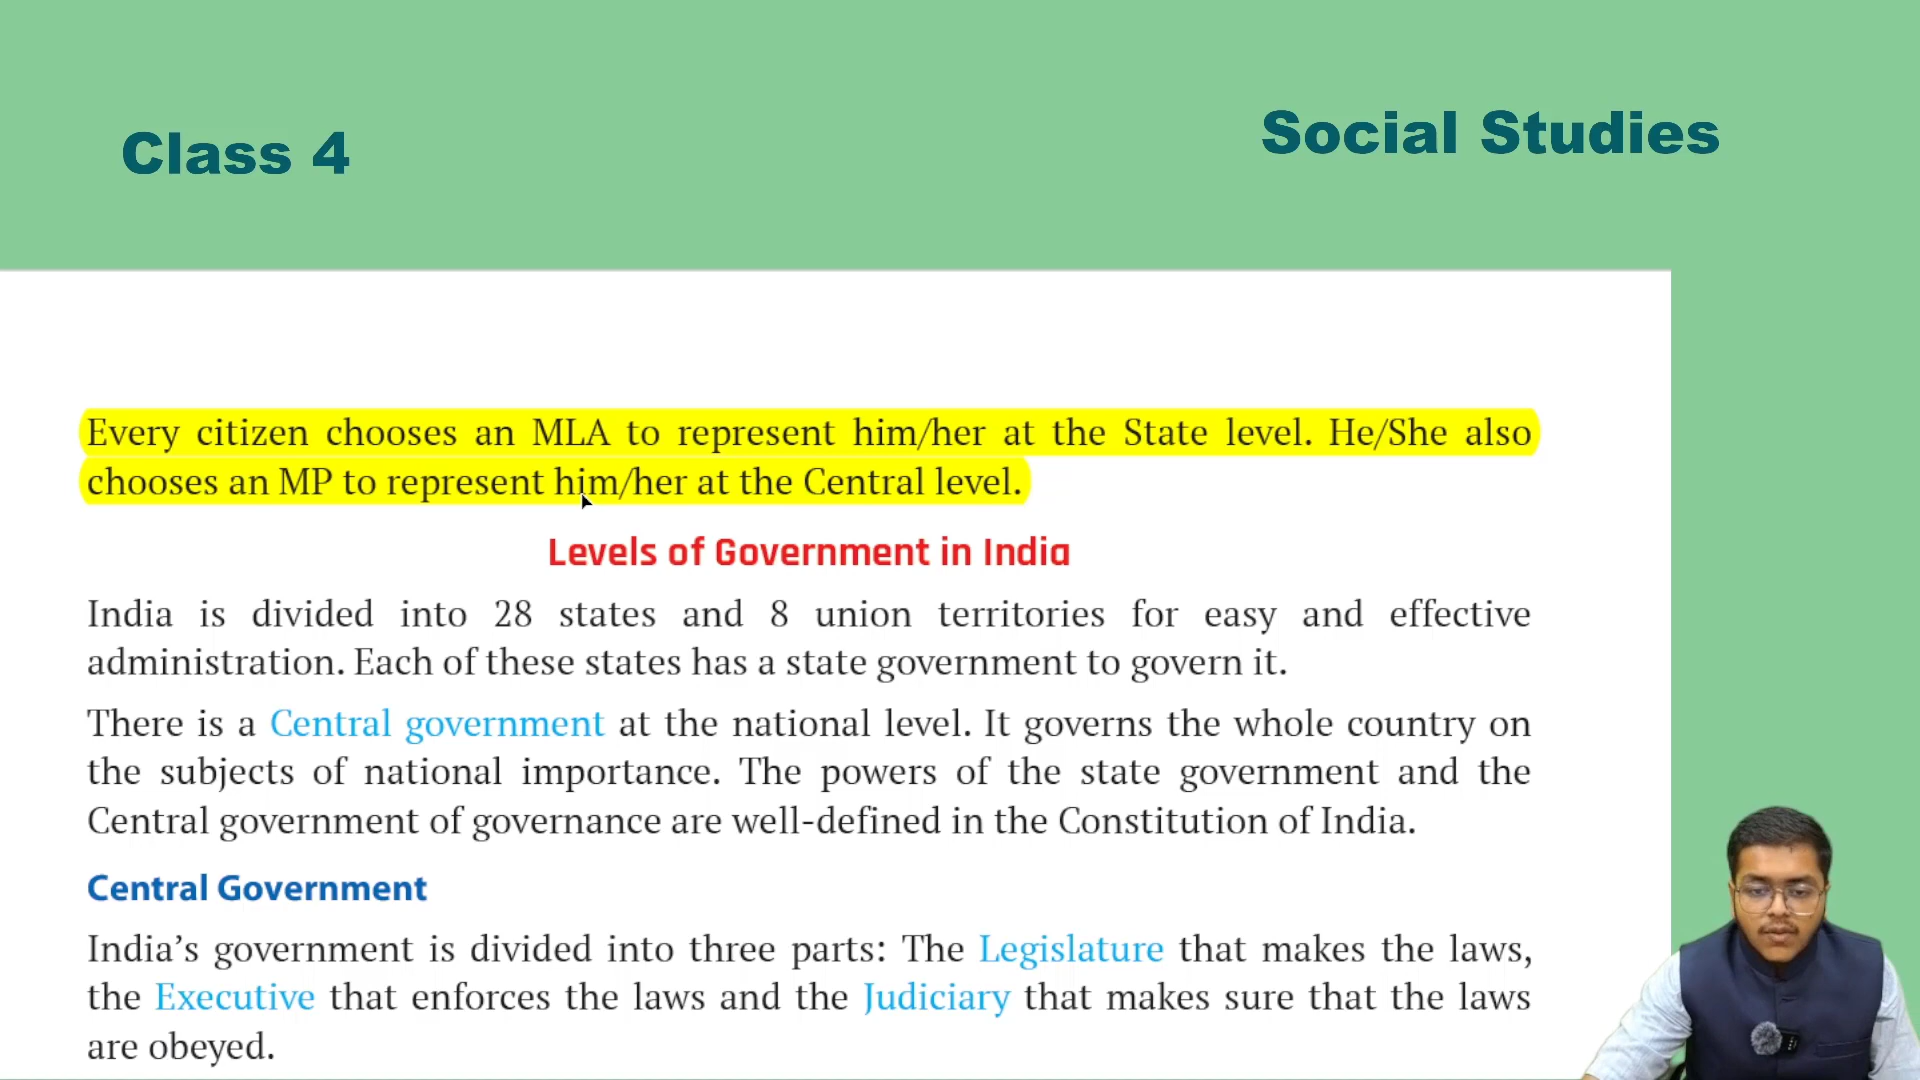 Class 4
Social Studies
Every citizen chooses an MLA to represent him/her at the State level. He/She also
chooses an MP to represent him/her at the Central level.
Levels of Government in India
India is divided into 28 states and 8 union territories for easy and effective
administration. Each of these states has a state government to govern it.
There is a Central government at the national level. It governs the whole country on
the subjects of national importance. The powers of the state government and the
Central government of governance are well-defined in the Constitution of India.
Central Government
India’s government is divided into three parts: The Legislature that makes the laws,
the Executive that enforces the laws and the Judiciary that makes sure that the laws
are obeyed.